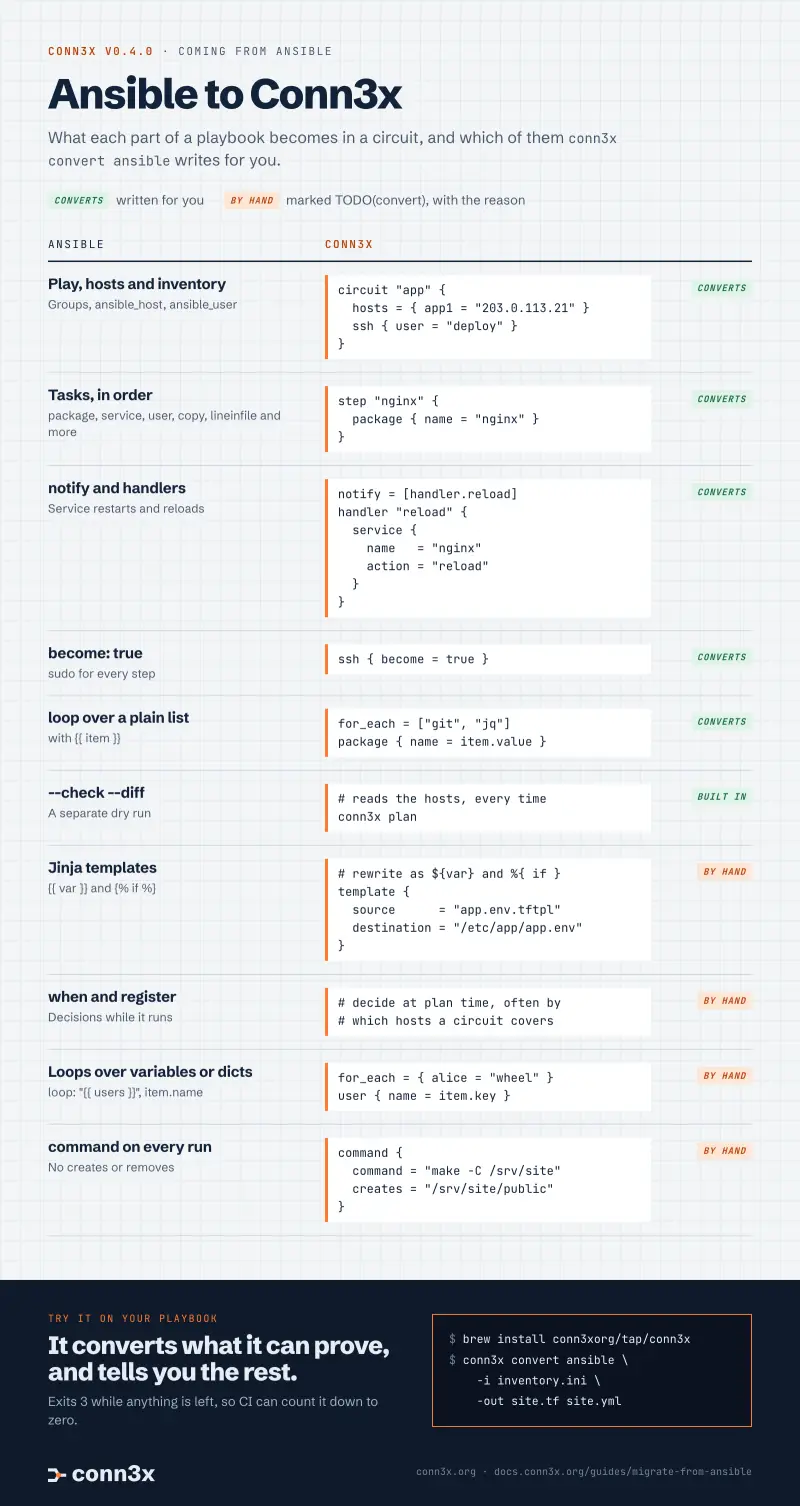 CONN3X V0.4.0 · COMING FROM ANSIBLE
Ansible to Conn3x
What each part of a playbook becomes in a circuit, and which of them conn3x
convert ansible writes for you.
CONVERTS written for you BY HAND marked TODO(convert), with the reason
ANSIBLE CONN3X
Play, hosts and inventory
Groups, ansible_host, ansible_user
circuit "app" {
  hosts = { app1 = "203.0.113.21" }
  ssh { user = "deploy" }
}
CONVERTS
Tasks, in order
package, service, user, copy, lineinfile and
more
step "nginx" {
  package { name = "nginx" }
}
CONVERTS
notify and handlers
Service restarts and reloads
notify = [handler.reload]
handler "reload" {
  service {
    name   = "nginx"
    action = "reload"
  }
}
CONVERTS
become: true
sudo for every step
ssh { become = true }
CONVERTS
loop over a plain list
with {{ item }}
for_each = ["git", "jq"]
package { name = item.value }
CONVERTS
--check --diff
A separate dry run
# reads the hosts, every time
conn3x plan
BUILT IN
Jinja templates
{{ var }} and {% if %}
# rewrite as ${var} and %{ if }
template {
  source      = "app.env.tftpl"
  destination = "/etc/app/app.env"
}
BY HAND
when and register
Decisions while it runs
# decide at plan time, often by
# which hosts a circuit covers
BY HAND
Loops over variables or dicts
loop: "{{ users }}", item.name
for_each = { alice = "wheel" }
user { name = item.key }
BY HAND
command on every run
No creates or removes
command {
  command = "make -C /srv/site"
  creates = "/srv/site/public"
}
BY HAND
TRY IT ON YOUR PLAYBOOK
It converts what it can prove,
and tells you the rest.
Exits 3 while anything is left, so CI can count it down to
zero.
$ brew install conn3xorg/tap/conn3x
$ conn3x convert ansible \
    -i inventory.ini \
    -out site.tf site.yml
conn3x
conn3x.org · docs.conn3x.org/guides/migrate-from-ansible